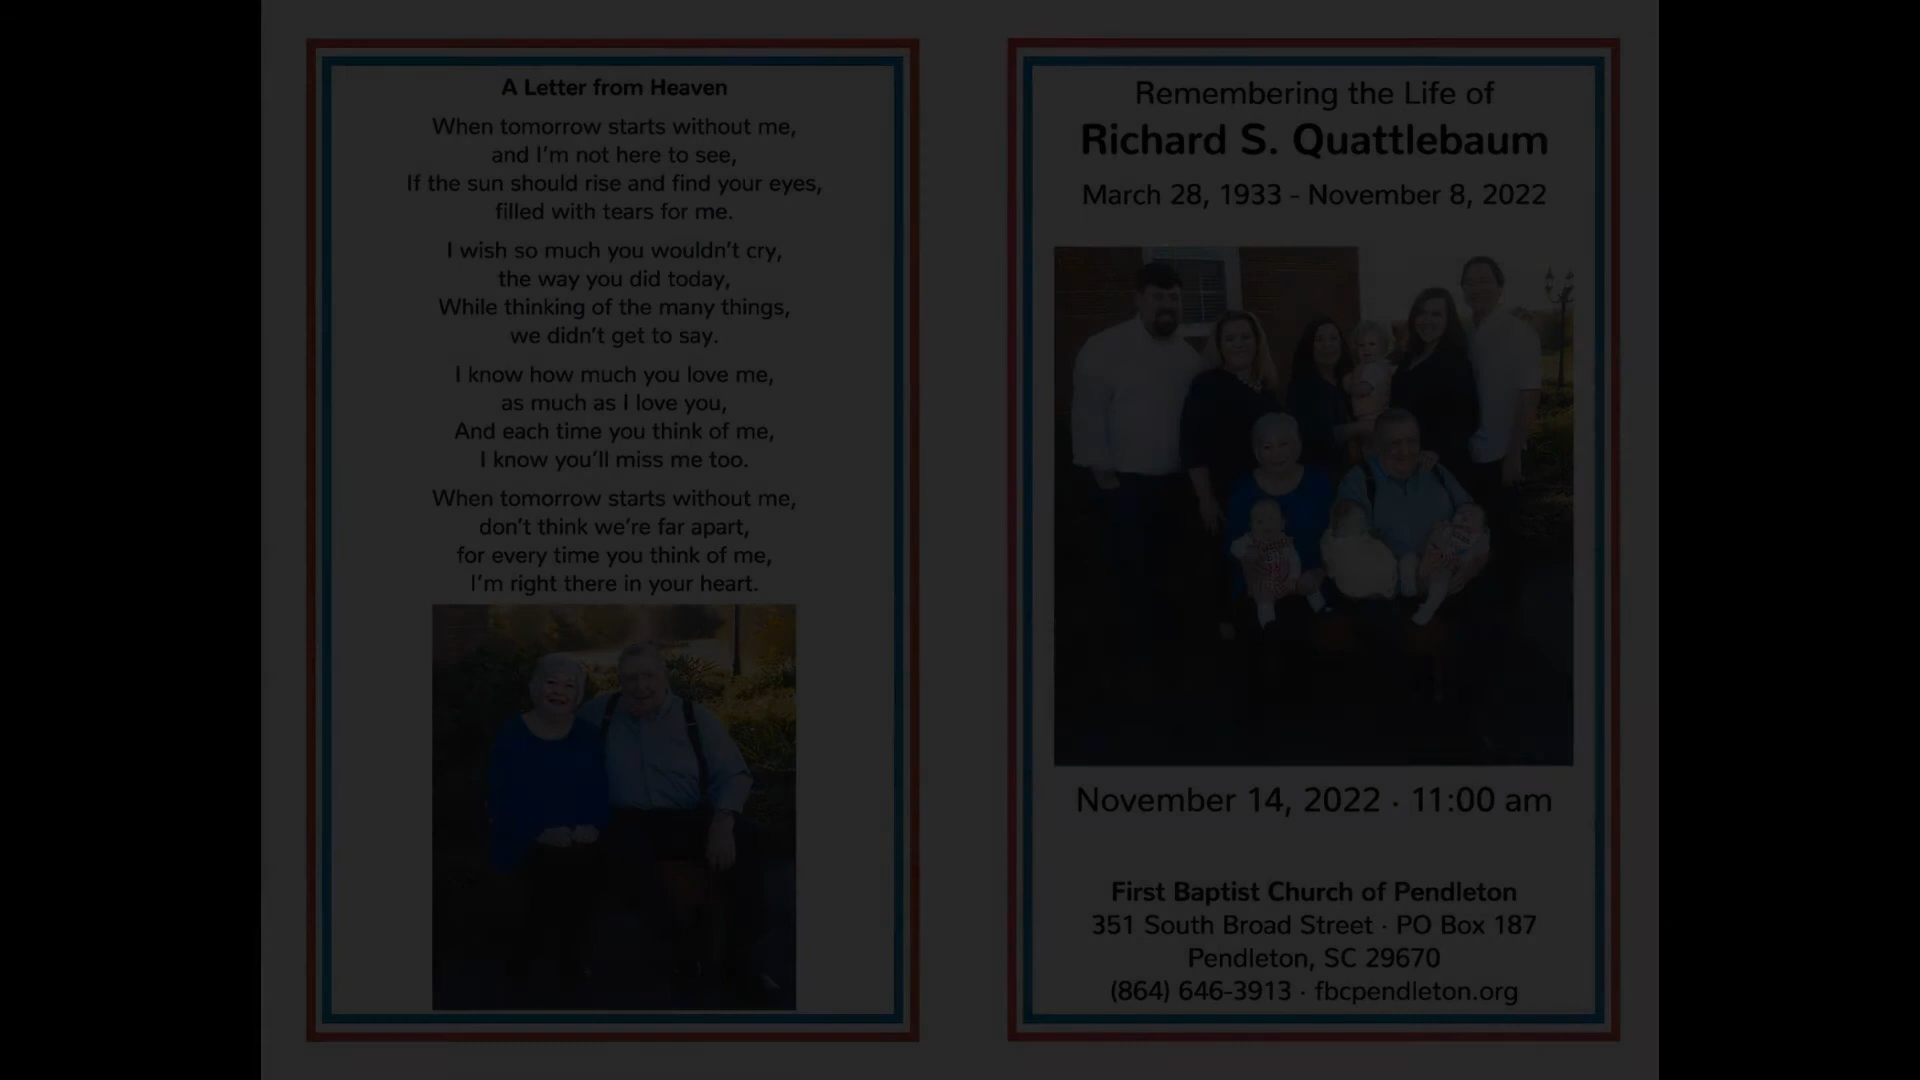 A Letter from Heaven
When tomorrow starts without me,
and I'm not here to see,
If the sun should rise and find your eyes,
filled with tears for me.
I wish so much you wouldn't cry,
the way you did today,
While thinking of the many things,
we didn't get to say.
I know how much you love me,
as much as I love you,
And each time you think of me,
I know you'll miss me too.
When tomorrow starts without me,
don't think we're far apart,
for every time you think of me,
I'm right there in your heart.
Remembering the Life of
Richard S. Quattlebaum
March 28, 1933 - November 8, 2022
November 14, 2022 · 11:00 am
First Baptist Church of Pendleton
351 South Broad Street · PO Box 187
Pendleton, SC 29670
(864) 646-3913 · fbcpendleton.org